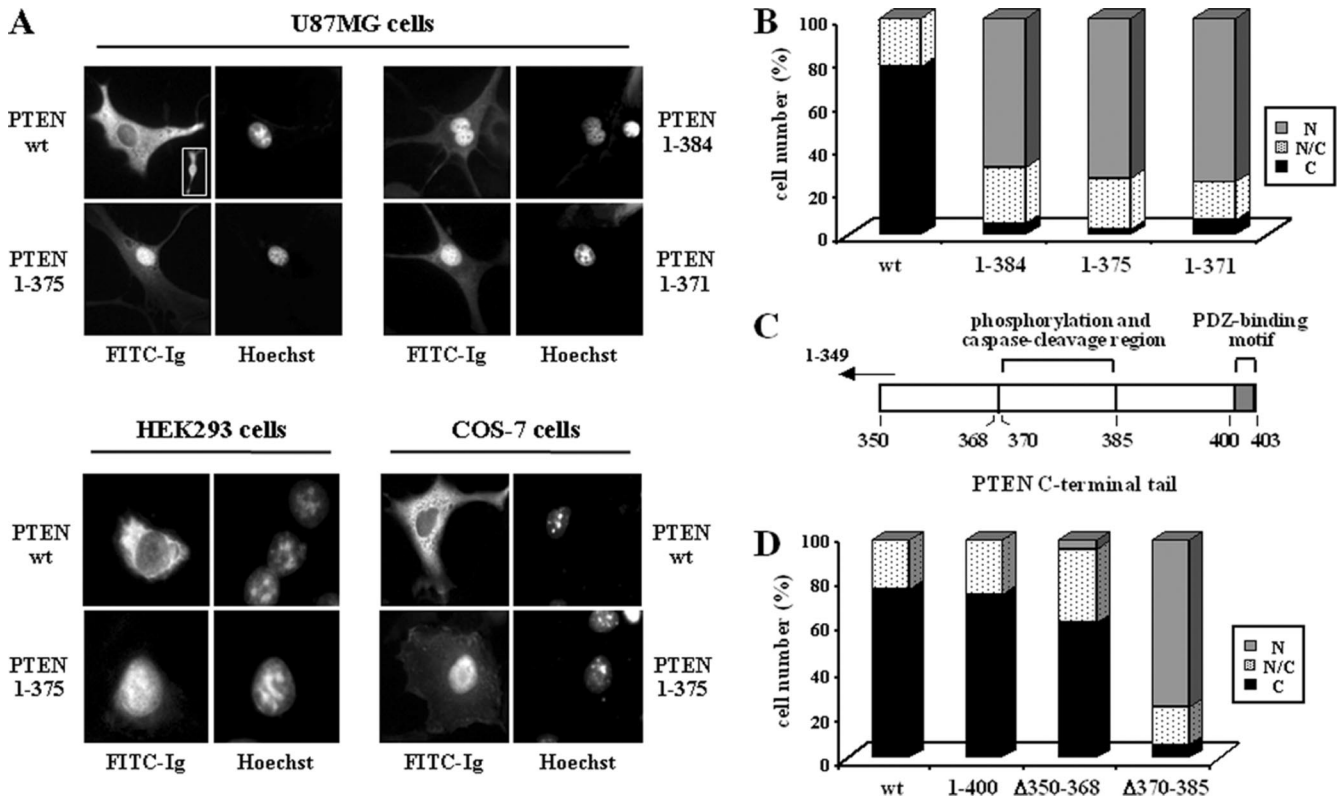 A
U87MG cells
PTEN
wt
PTEN
1-384
PTEN
1-375
PTEN
1-371
FITC-Ig Hoechst FITC-Ig Hoechst
HEK293 cells COS-7 cells
PTEN
wt
PTEN
wt
PTEN
1-375
PTEN
1-375
FITC-Ig Hoechst FITC-Ig Hoechst
B
cell number (%)
100
80
60
40
20
0
wt 1-384 1-375 1-371
N
N/C
C
C
phosphorylation and
caspase-cleavage region
PDZ-binding
motif
1-349
350 368 370 385 400 403
PTEN C-terminal tail
D
cell number (%)
100
80
60
40
20
0
wt 1-400 Δ350-368 Δ370-385
N
N/C
C